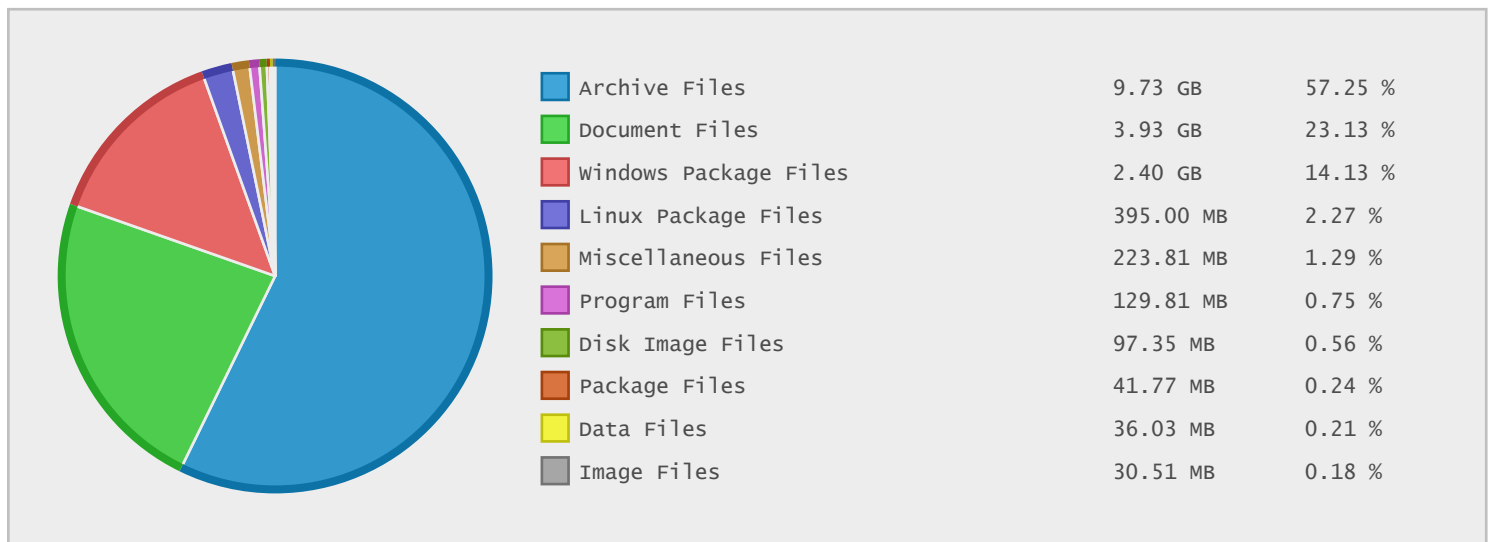 Archive Files 9.73 GB 57.25 %
Document Files 3.93 GB 23.13 %
Windows Package Files 2.40 GB 14.13 %
Linux Package Files 395.00 MB 2.27 %
Miscellaneous Files 223.81 MB 1.29 %
Program Files 129.81 MB 0.75 %
Disk Image Files 97.35 MB 0.56 %
Package Files 41.77 MB 0.24 %
Data Files 36.03 MB 0.21 %
Image Files 30.51 MB 0.18 %